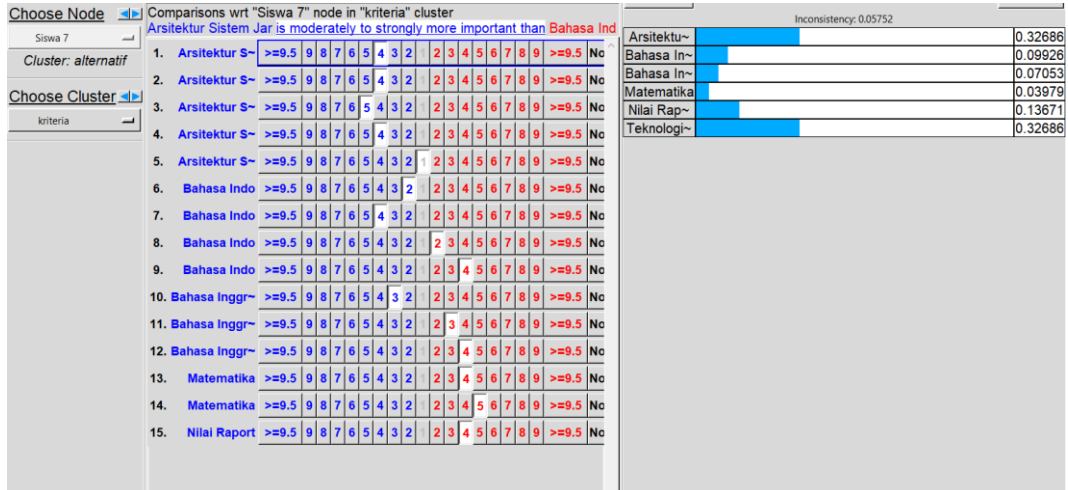 Choose Node
Siswa 7
Cluster: alternatif
Choose Cluster
kriteria
Comparisons wrt "Siswa 7" node in "kriteria" cluster
Arsitektur Sistem Jar is moderately to strongly more important than Bahasa Ind
1. Arsitektur S~ >=9.5 9 8 7 6 5 4 3 2 1 2 3 4 5 6 7 8 9 >=9.5 No
2. Arsitektur S~ >=9.5 9 8 7 6 5 4 3 2 1 2 3 4 5 6 7 8 9 >=9.5 No
3. Arsitektur S~ >=9.5 9 8 7 6 5 4 3 2 1 2 3 4 5 6 7 8 9 >=9.5 No
4. Arsitektur S~ >=9.5 9 8 7 6 5 4 3 2 1 2 3 4 5 6 7 8 9 >=9.5 No
5. Arsitektur S~ >=9.5 9 8 7 6 5 4 3 2 1 2 3 4 5 6 7 8 9 >=9.5 No
6. Bahasa Indo >=9.5 9 8 7 6 5 4 3 2 1 2 3 4 5 6 7 8 9 >=9.5 No
7. Bahasa Indo >=9.5 9 8 7 6 5 4 3 2 1 2 3 4 5 6 7 8 9 >=9.5 No
8. Bahasa Indo >=9.5 9 8 7 6 5 4 3 2 1 2 3 4 5 6 7 8 9 >=9.5 No
9. Bahasa Indo >=9.5 9 8 7 6 5 4 3 2 1 2 3 4 5 6 7 8 9 >=9.5 No
10. Bahasa Inggr~ >=9.5 9 8 7 6 5 4 3 2 1 2 3 4 5 6 7 8 9 >=9.5 No
11. Bahasa Inggr~ >=9.5 9 8 7 6 5 4 3 2 1 2 3 4 5 6 7 8 9 >=9.5 No
12. Bahasa Inggr~ >=9.5 9 8 7 6 5 4 3 2 1 2 3 4 5 6 7 8 9 >=9.5 No
13. Matematika >=9.5 9 8 7 6 5 4 3 2 1 2 3 4 5 6 7 8 9 >=9.5 No
14. Matematika >=9.5 9 8 7 6 5 4 3 2 1 2 3 4 5 6 7 8 9 >=9.5 No
15. Nilai Raport >=9.5 9 8 7 6 5 4 3 2 1 2 3 4 5 6 7 8 9 >=9.5 No
Inconsistency: 0.05752
Arsitektu~ 0.32686
Bahasa In~ 0.09926
Bahasa In~ 0.07053
Matematika 0.03979
Nilai Rap~ 0.13671
Teknologi~ 0.32686